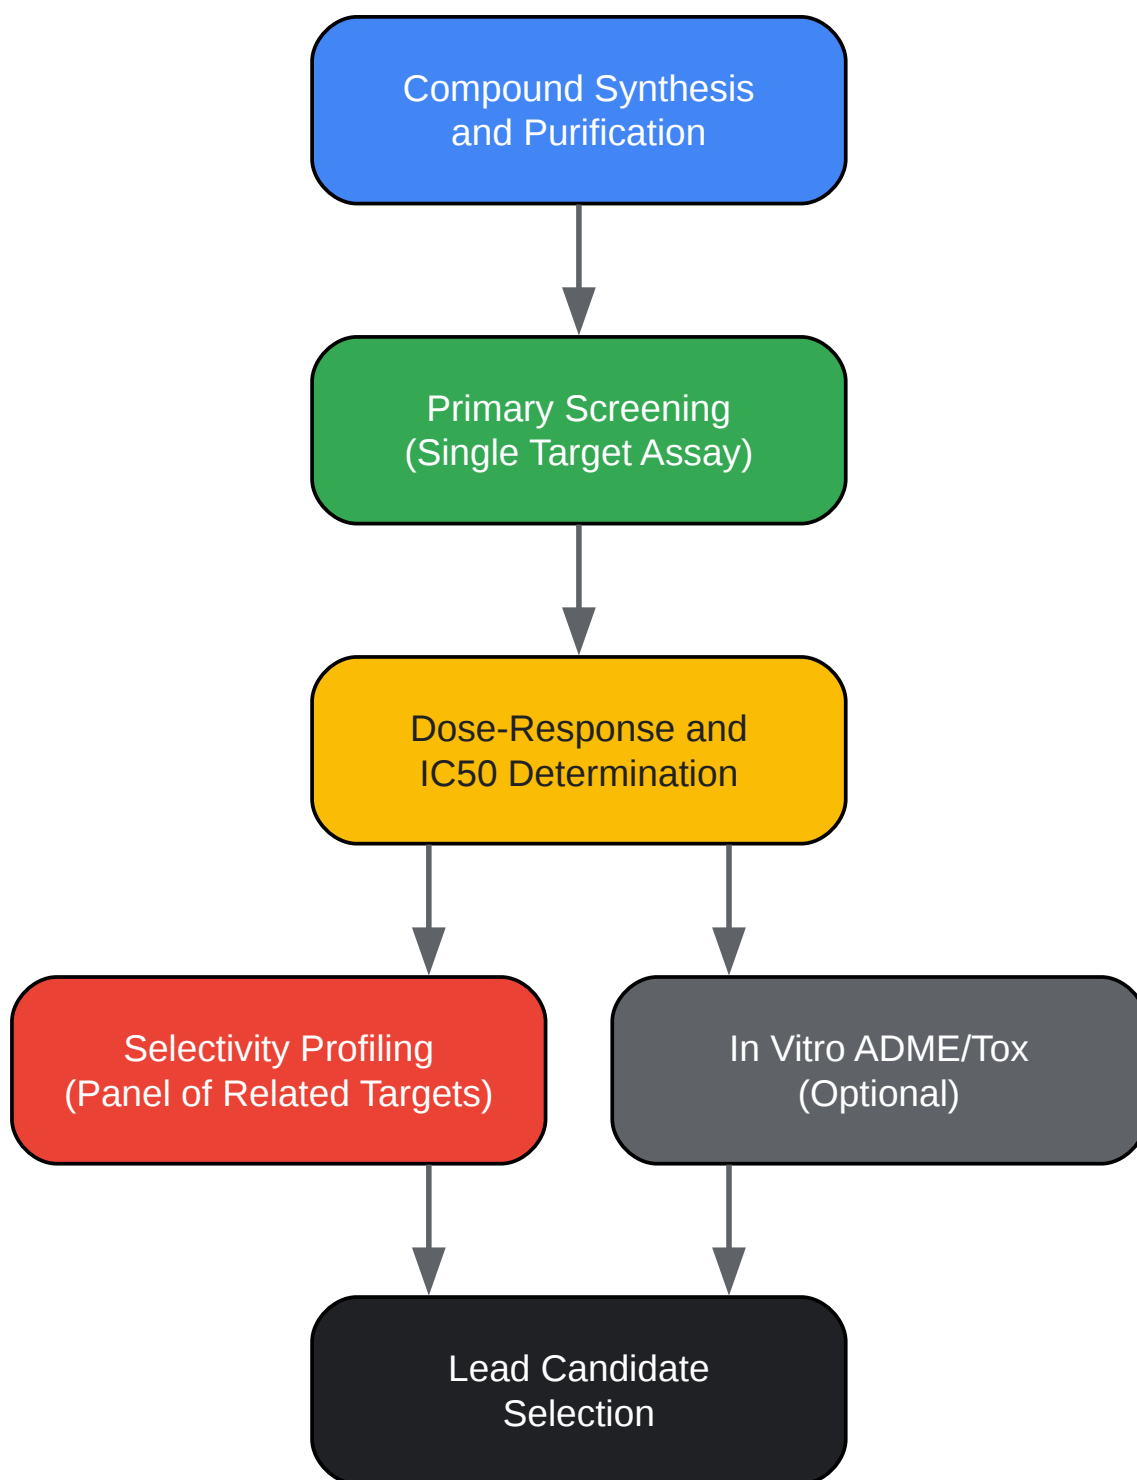 Compound Synthesis
and Purification
Primary Screening
(Single Target Assay)
Dose-Response and
IC50 Determination
Selectivity Profiling
(Panel of Related Targets)
In Vitro ADME/Tox
(Optional)
Lead Candidate
Selection